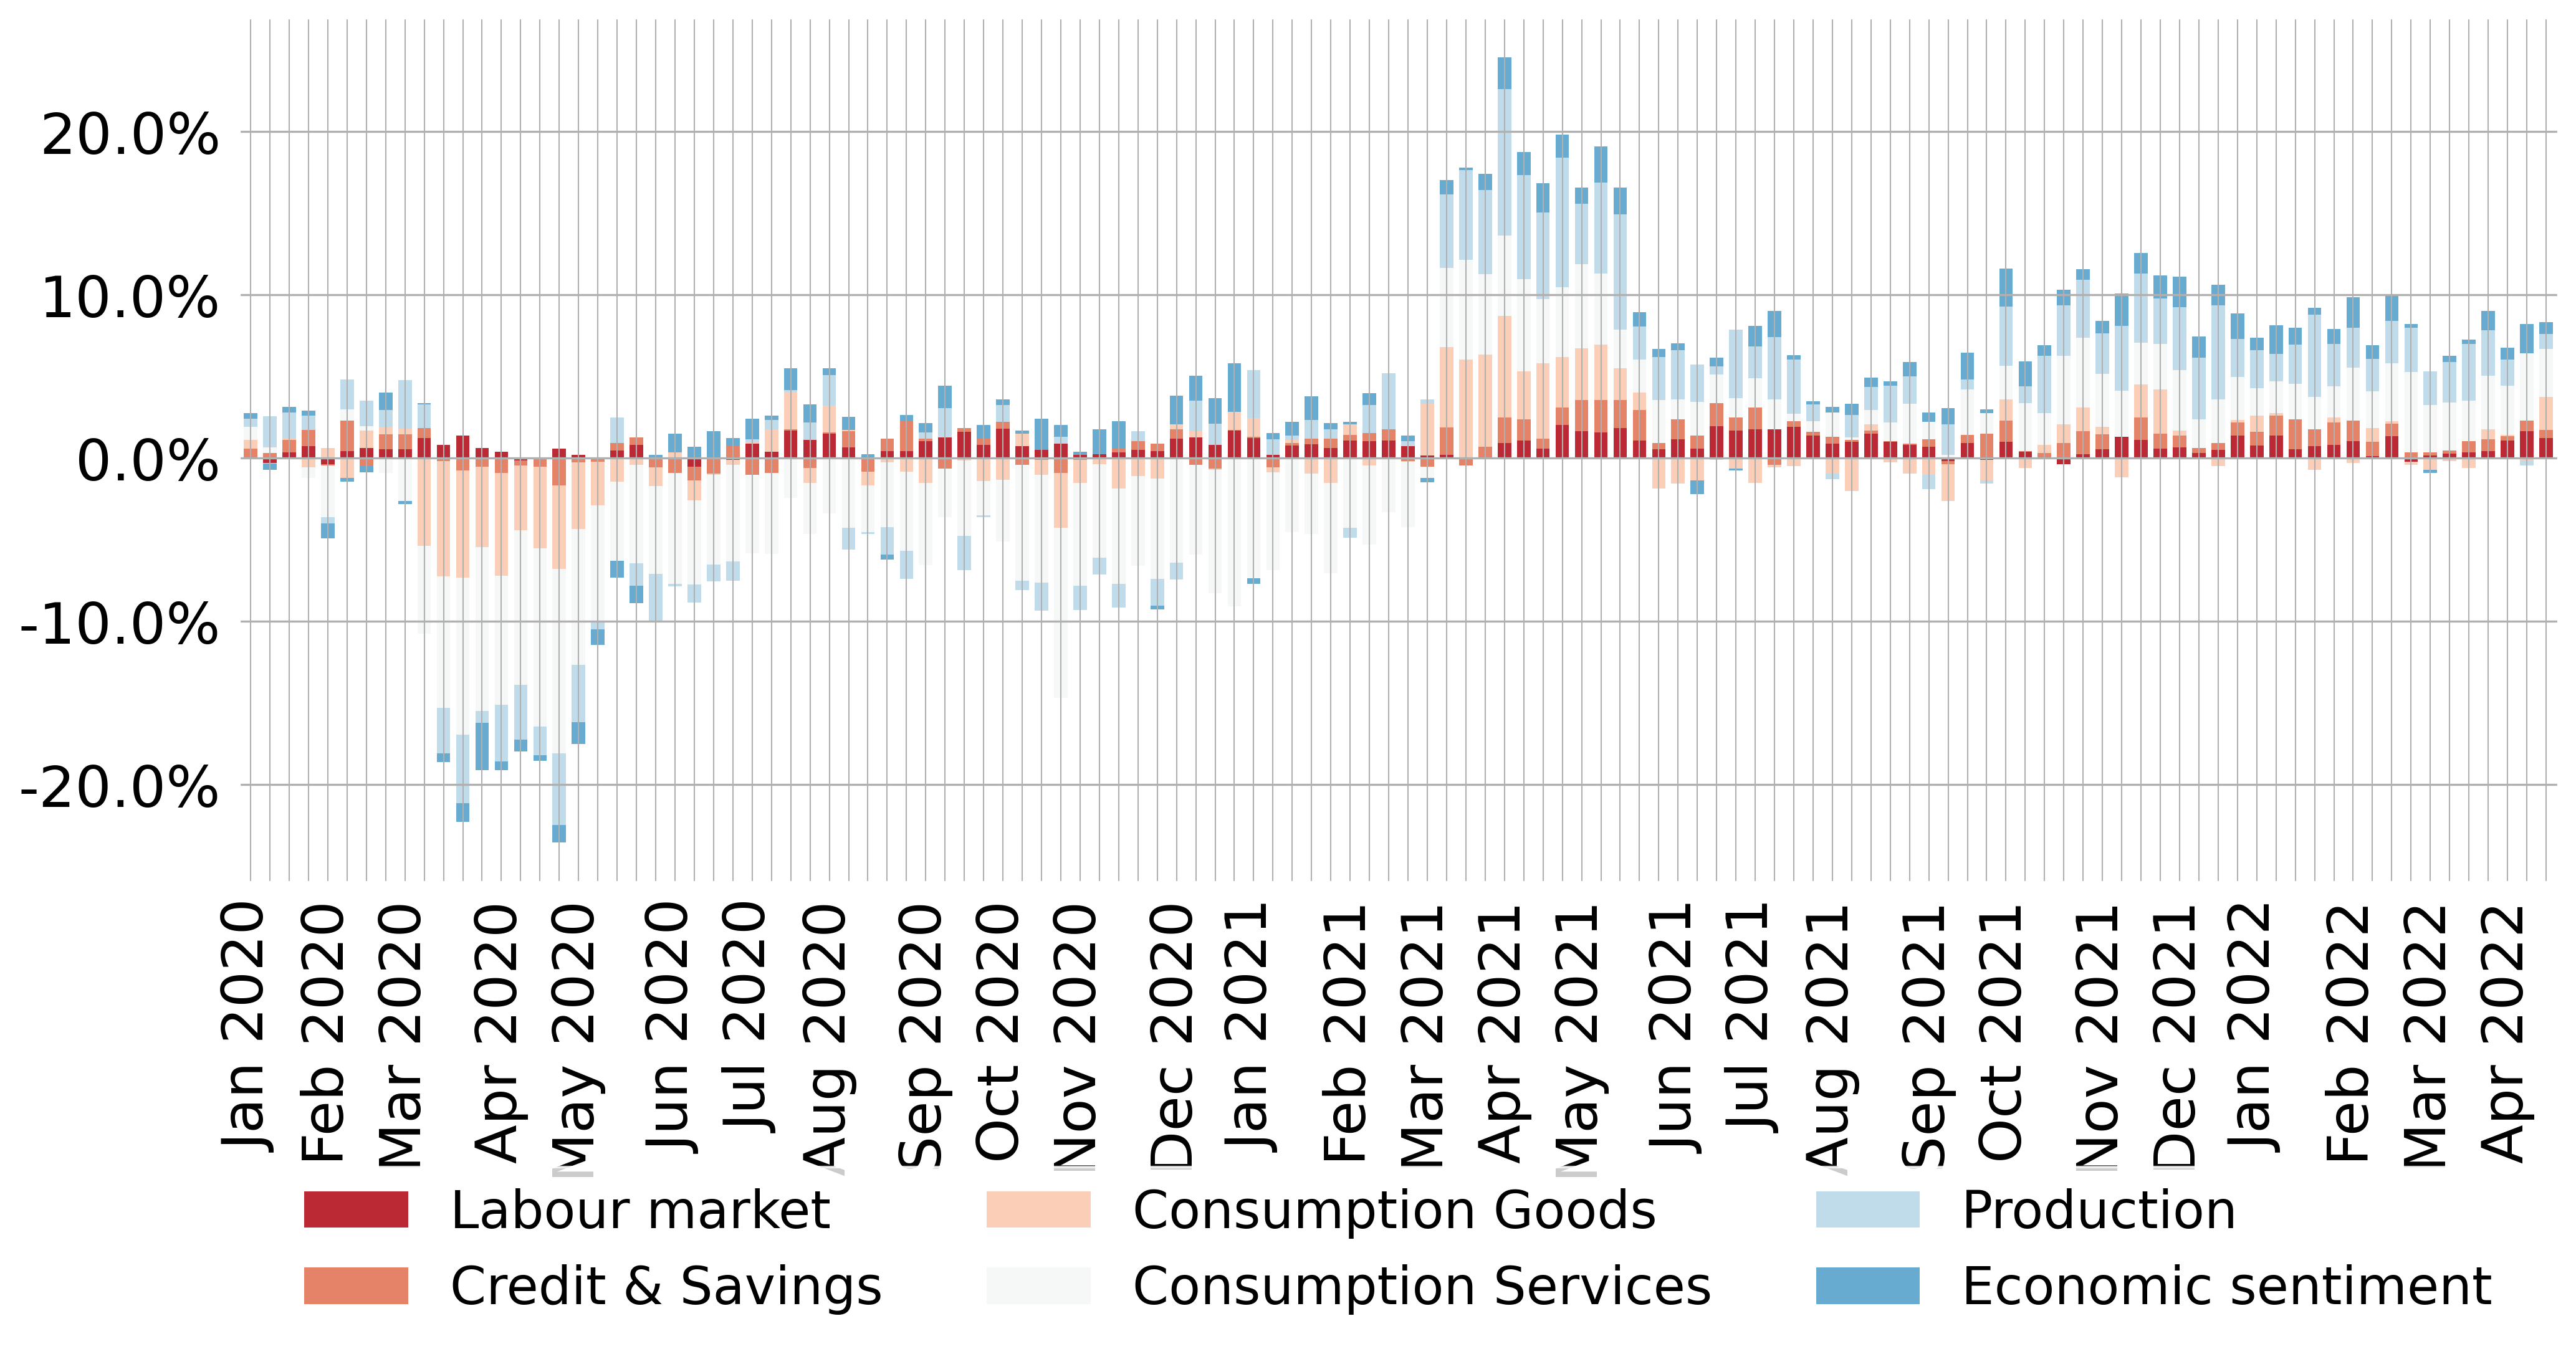 20.0%
10.0%
0.0%
-10.0%
-20.0%
Jan 2020
Feb 2020
Mar 2020
Apr 2020
May 2020
Jun 2020
Jul 2020
Aug 2020
Sep 2020
Oct 2020
Nov 2020
Dec 2020
Jan 2021
Feb 2021
Mar 2021
Apr 2021
May 2021
Jun 2021
Jul 2021
Aug 2021
Sep 2021
Oct 2021
Nov 2021
Dec 2021
Jan 2022
Feb 2022
Mar 2022
Apr 2022
Labour market
Credit & Savings
Consumption Goods
Consumption Services
Production
Economic sentiment